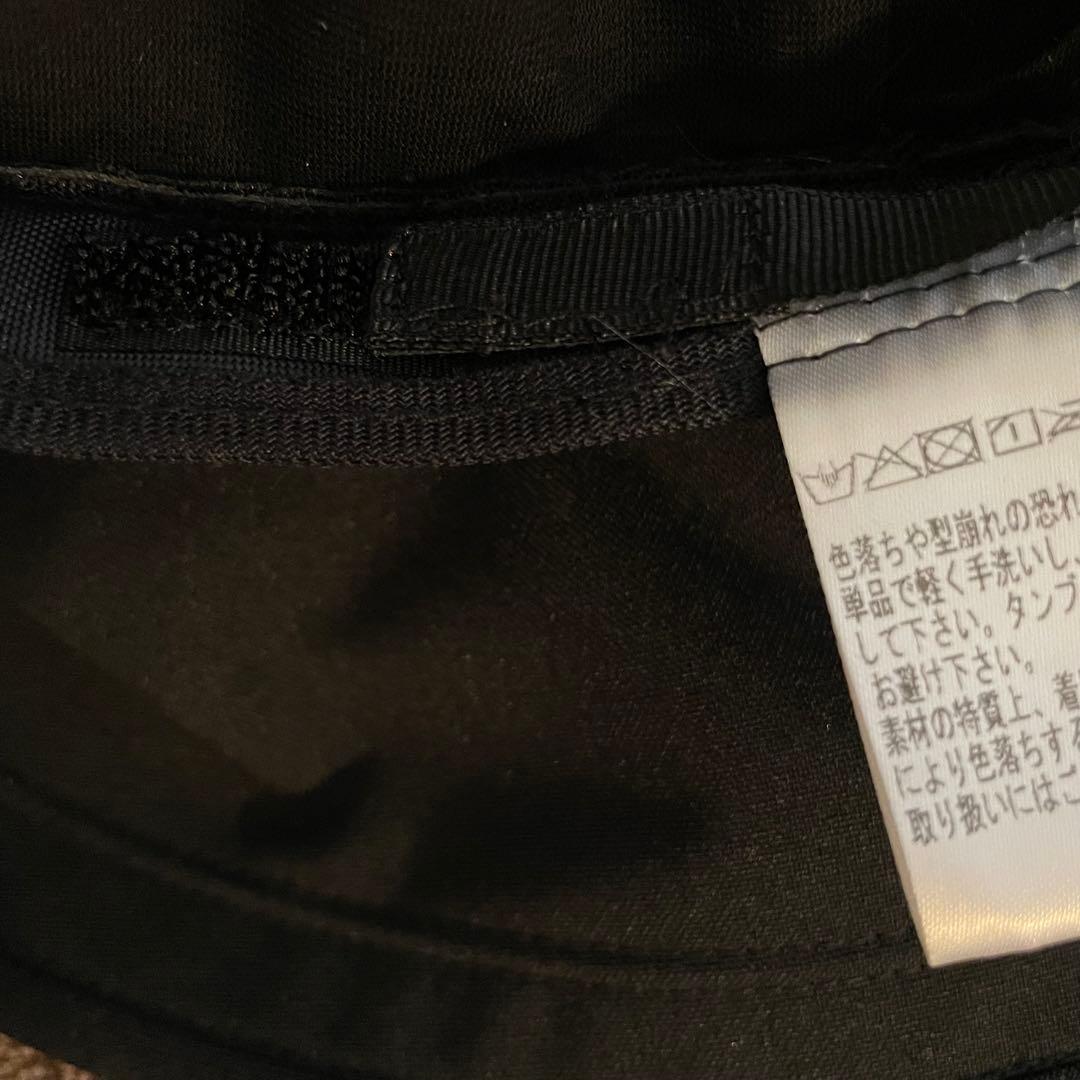 色落ちや型崩れの恐れ
単品で軽く手洗いし、
して下さい。タンブ
お避け下さい。
素材の特質上、着
により色落ちする
取り扱いにはご